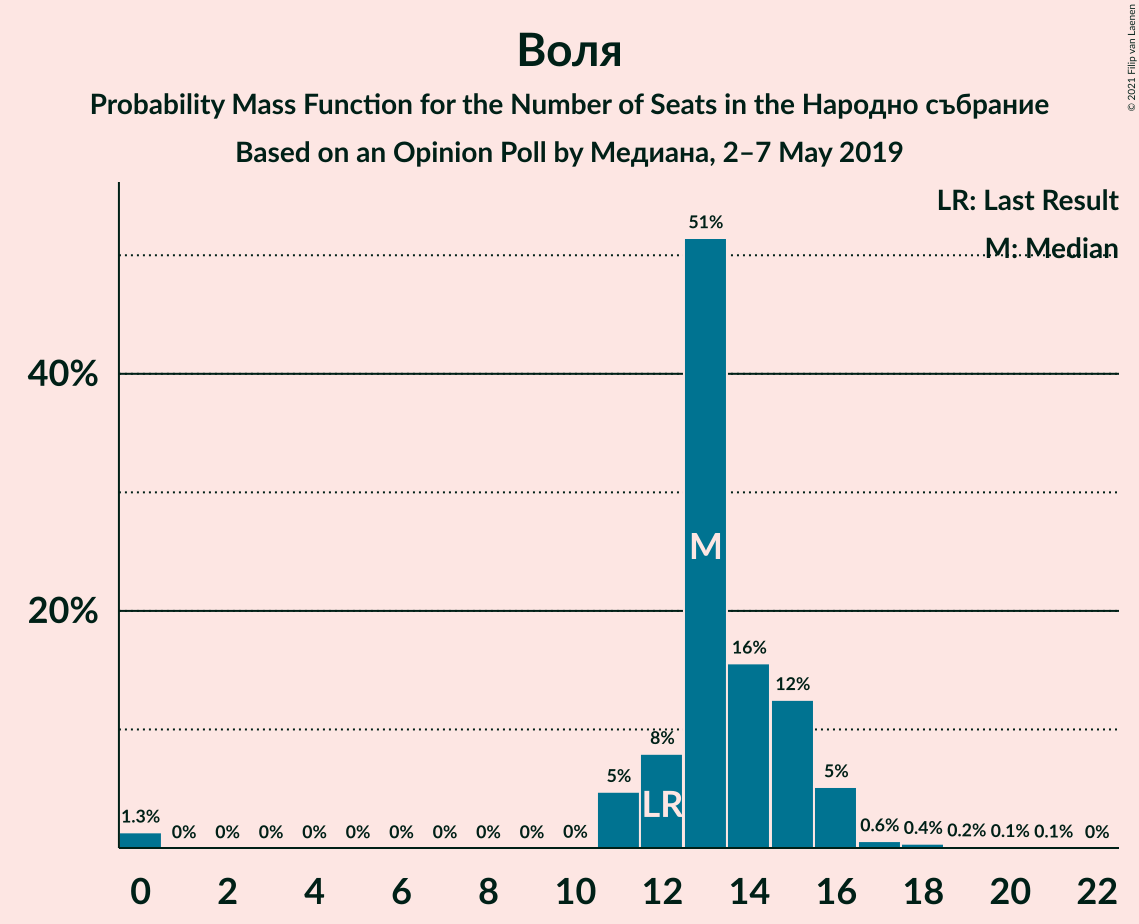 Воля
Probability Mass Function for the Number of Seats in the Народно събрание
Based on an Opinion Poll by Медиана, 2–7 May 2019
© 2021 Filip van Laenen
LR: Last Result
M: Median
51%
40%
M
20%
16%
12%
8%
5%
5%
LR
1.3%
0%
0%
0%
0%
0%
0%
0%
0%
0%
0%
0.6%
0.4%
0.2%
0.1%
0.1%
0%
0 2 4 6 8 10 12 14 16 18 20 22